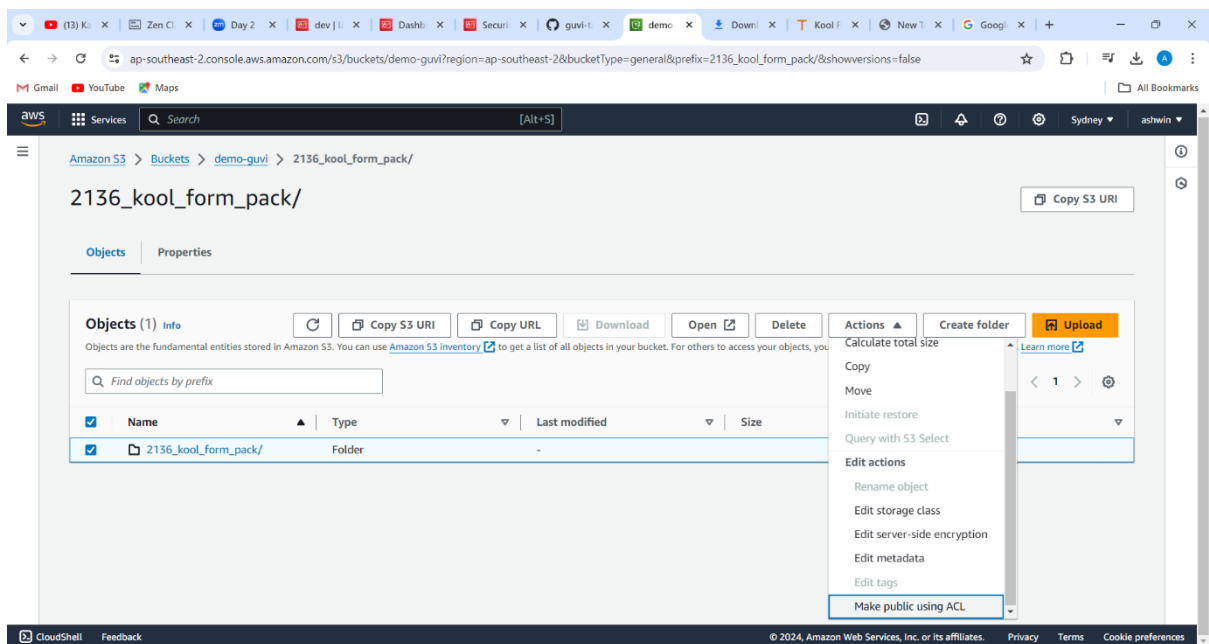 (13) Ka
Zen Cl
Day 2
dev | I
Dashb
Securi
guvi-t
demo-
Downl
Kool F
New T
Googl
ap-southeast-2.console.aws.amazon.com/s3/buckets/demo-guvi?region=ap-southeast-2&bucketType=general&prefix=2136_kool_form_pack/&showversions=false
A
Gmail YouTube Maps All Bookmarks
aws Services Search [Alt+S] Sydney ▼ ashwin ▼
Amazon S3 > Buckets > demo-guvi > 2136_kool_form_pack/
2136_kool_form_pack/
Copy S3 URI
Objects Properties
Objects (1) Info Copy S3 URI Copy URL Download Open Delete Actions ▲ Create folder Upload
Objects are the fundamental entities stored in Amazon S3. You can use Amazon S3 inventory to get a list of all objects in your bucket. For others to access your objects, you Learn more
Find objects by prefix
< 1 >
Name ▲ Type Last modified Size
2136_kool_form_pack/ Folder -
Calculate total size
Copy
Move
Initiate restore
Query with S3 Select
Edit actions
Rename object
Edit storage class
Edit server-side encryption
Edit metadata
Edit tags
Make public using ACL
CloudShell Feedback © 2024, Amazon Web Services, Inc. or its affiliates. Privacy Terms Cookie preferences